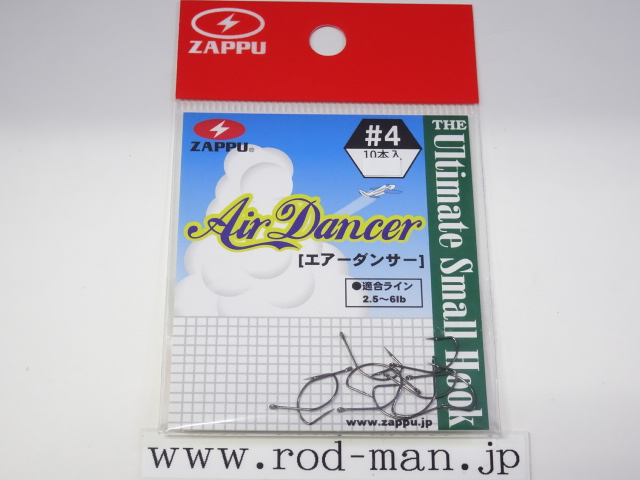 ZAPPU
ZAPPU®
#4
10本入
THE Ultimate Small Hook
Air Dancer
[エアーダンサー]
●適合ライン
2.5～6lb
www.zappu.jp
www.rod-man.jp